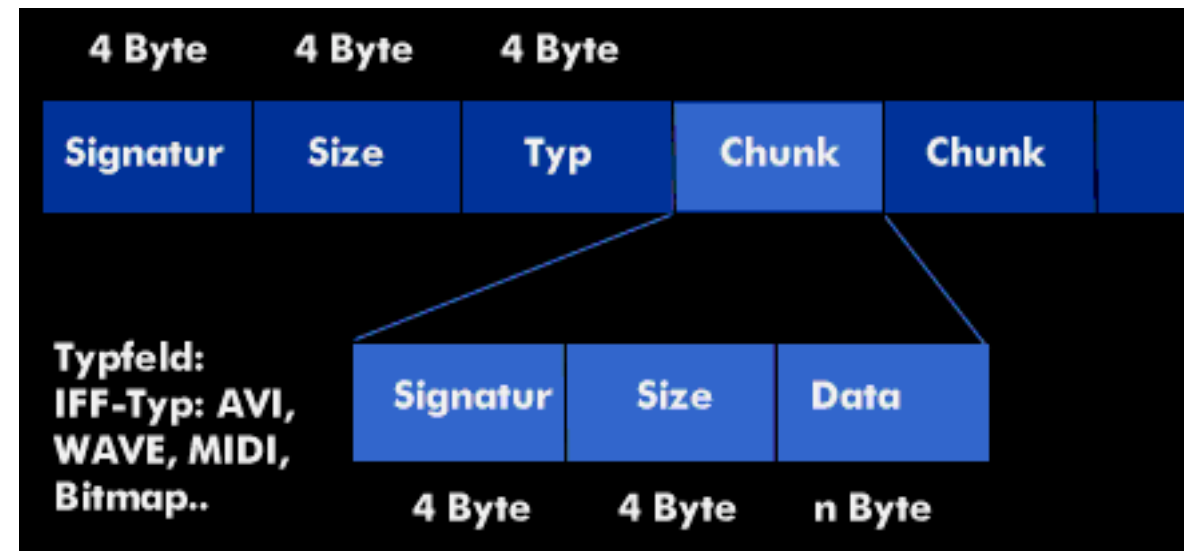 4 Byte 4 Byte 4 Byte
Signatur Size Typ Chunk Chunk
Typfeld:
IFF-Typ: AVI,
WAVE, MIDI,
Bitmap..
Signatur Size Data
4 Byte 4 Byte n Byte